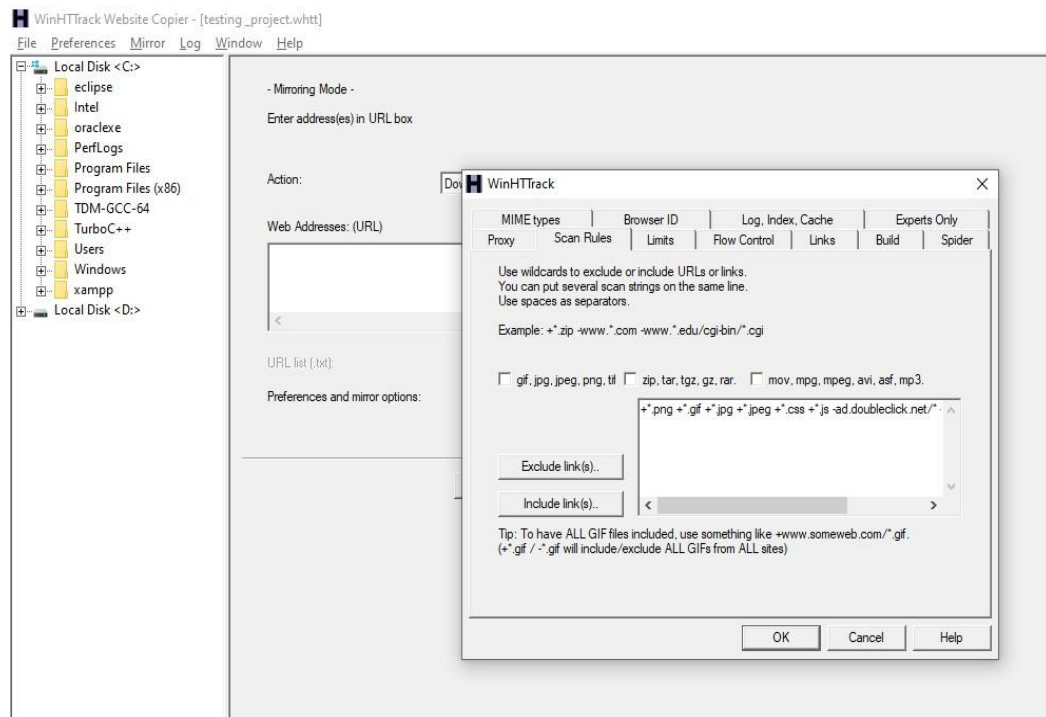 WinHTTrack Website Copier - [testing _project.whtt]
File Preferences Mirror Log Window Help
Local Disk <C:>
eclipse
Intel
oraclexe
PerfLogs
Program Files
Program Files (x86)
TDM-GCC-64
TurboC++
Users
Windows
xampp
Local Disk <D:>
- Mirroring Mode -
Enter address(es) in URL box
Action:
Web Addresses: (URL)
URL list (.txt):
Preferences and mirror options:
WinHTTrack
MIME types Browser ID Log, Index, Cache Experts Only
Proxy Scan Rules Limits Flow Control Links Build Spider
Use wildcards to exclude or include URLs or links.
You can put several scan strings on the same line.
Use spaces as separators.
Example: +*.zip -www.*.com -www.*.edu/cgi-bin/*.cgi
gif, jpg, jpeg, png, tif zip, tar, tgz, gz, rar. mov, mpg, mpeg, avi, asf, mp3.
+*.png +*.gif +*.jpg +*.jpeg +*.css +*.js -ad.doubleclick.net/*
Exclude link(s)..
Include link(s)..
Tip: To have ALL GIF files included, use something like +www.someweb.com/*.gif.
(+*.gif / -*.gif will include/exclude ALL GIFs from ALL sites)
OK Cancel Help